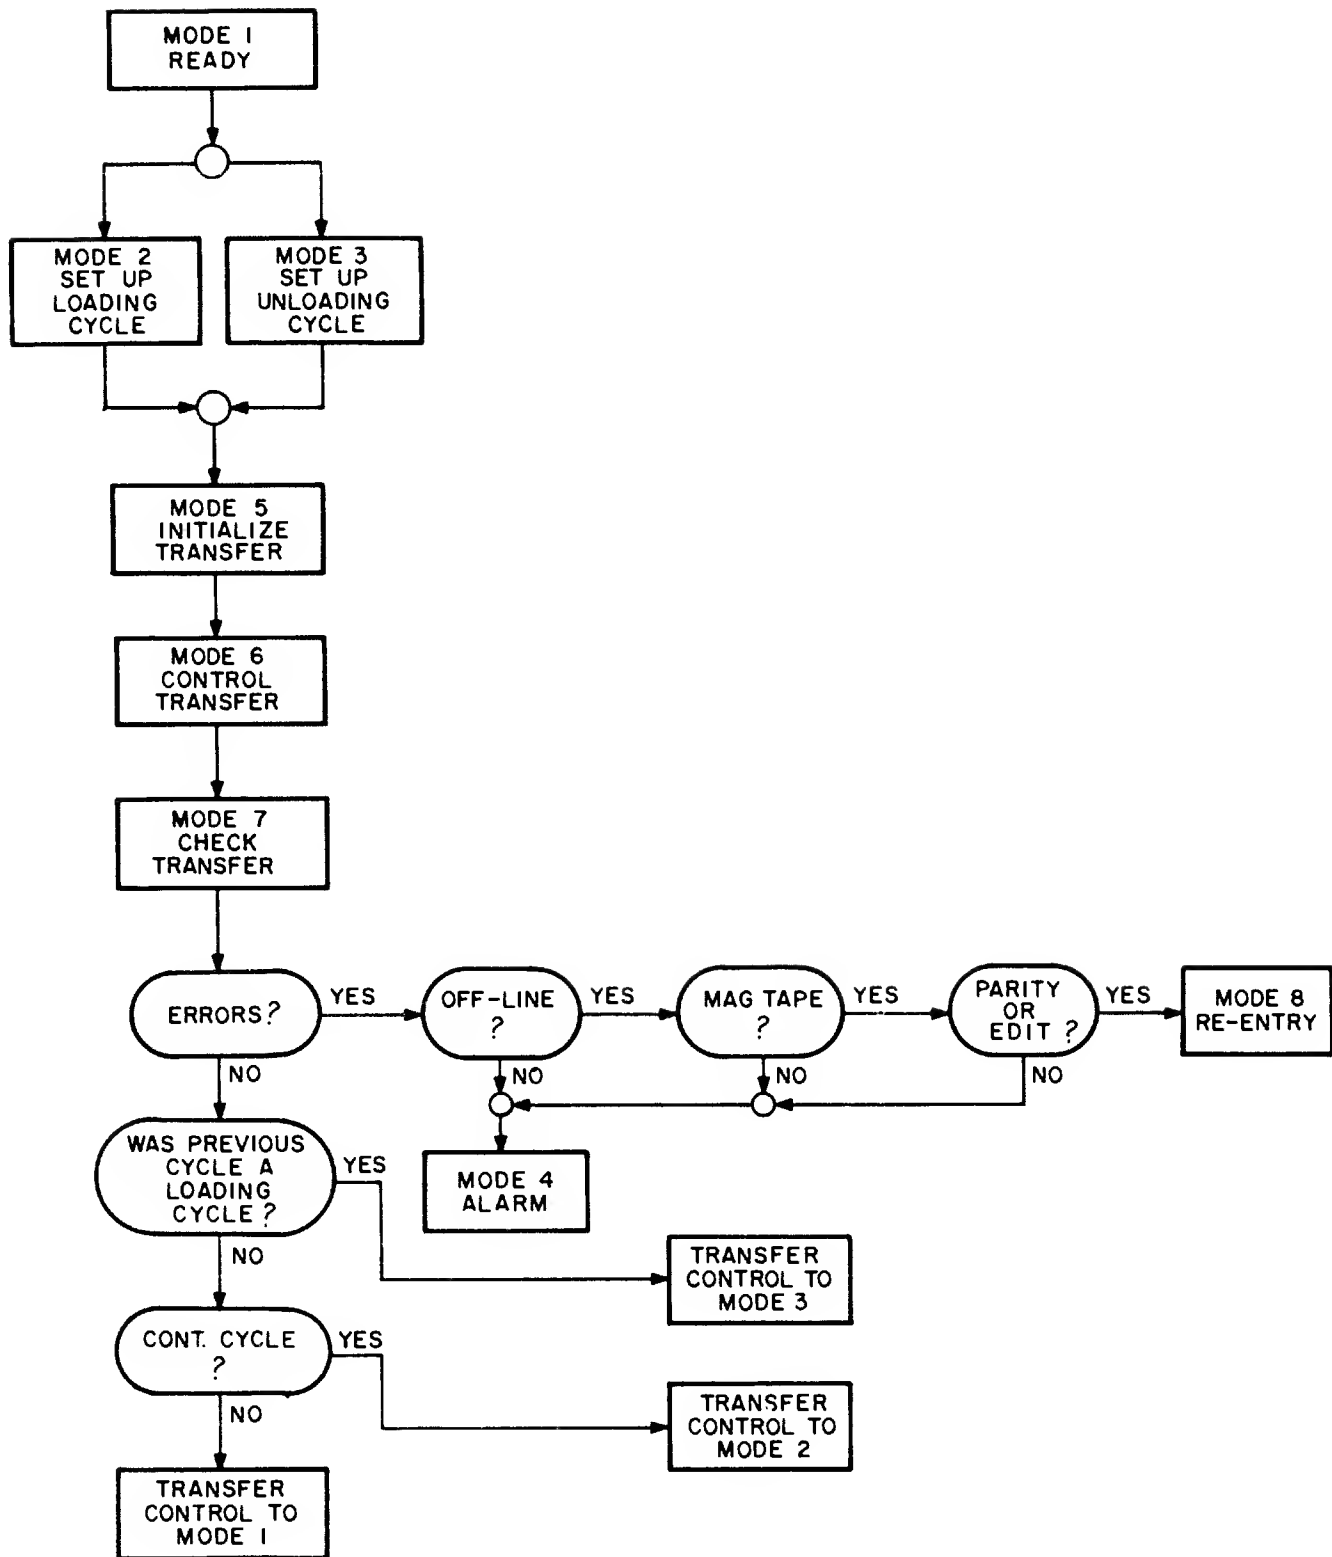 MODE 1
READY
MODE 2
SET UP
LOADING
CYCLE
MODE 3
SET UP
UNLOADING
CYCLE
MODE 5
INITIALIZE
TRANSFER
MODE 6
CONTROL
TRANSFER
MODE 7
CHECK
TRANSFER
ERRORS?
YES
OFF-LINE
?
YES
MAG TAPE
?
YES
PARITY
OR
EDIT ?
YES
MODE 8
RE-ENTRY
NO
NO
NO
NO
MODE 4
ALARM
WAS PREVIOUS
CYCLE A
LOADING
CYCLE?
YES
TRANSFER
CONTROL TO
MODE 3
NO
CONT. CYCLE
?
YES
TRANSFER
CONTROL TO
MODE 2
NO
TRANSFER
CONTROL TO
MODE 1